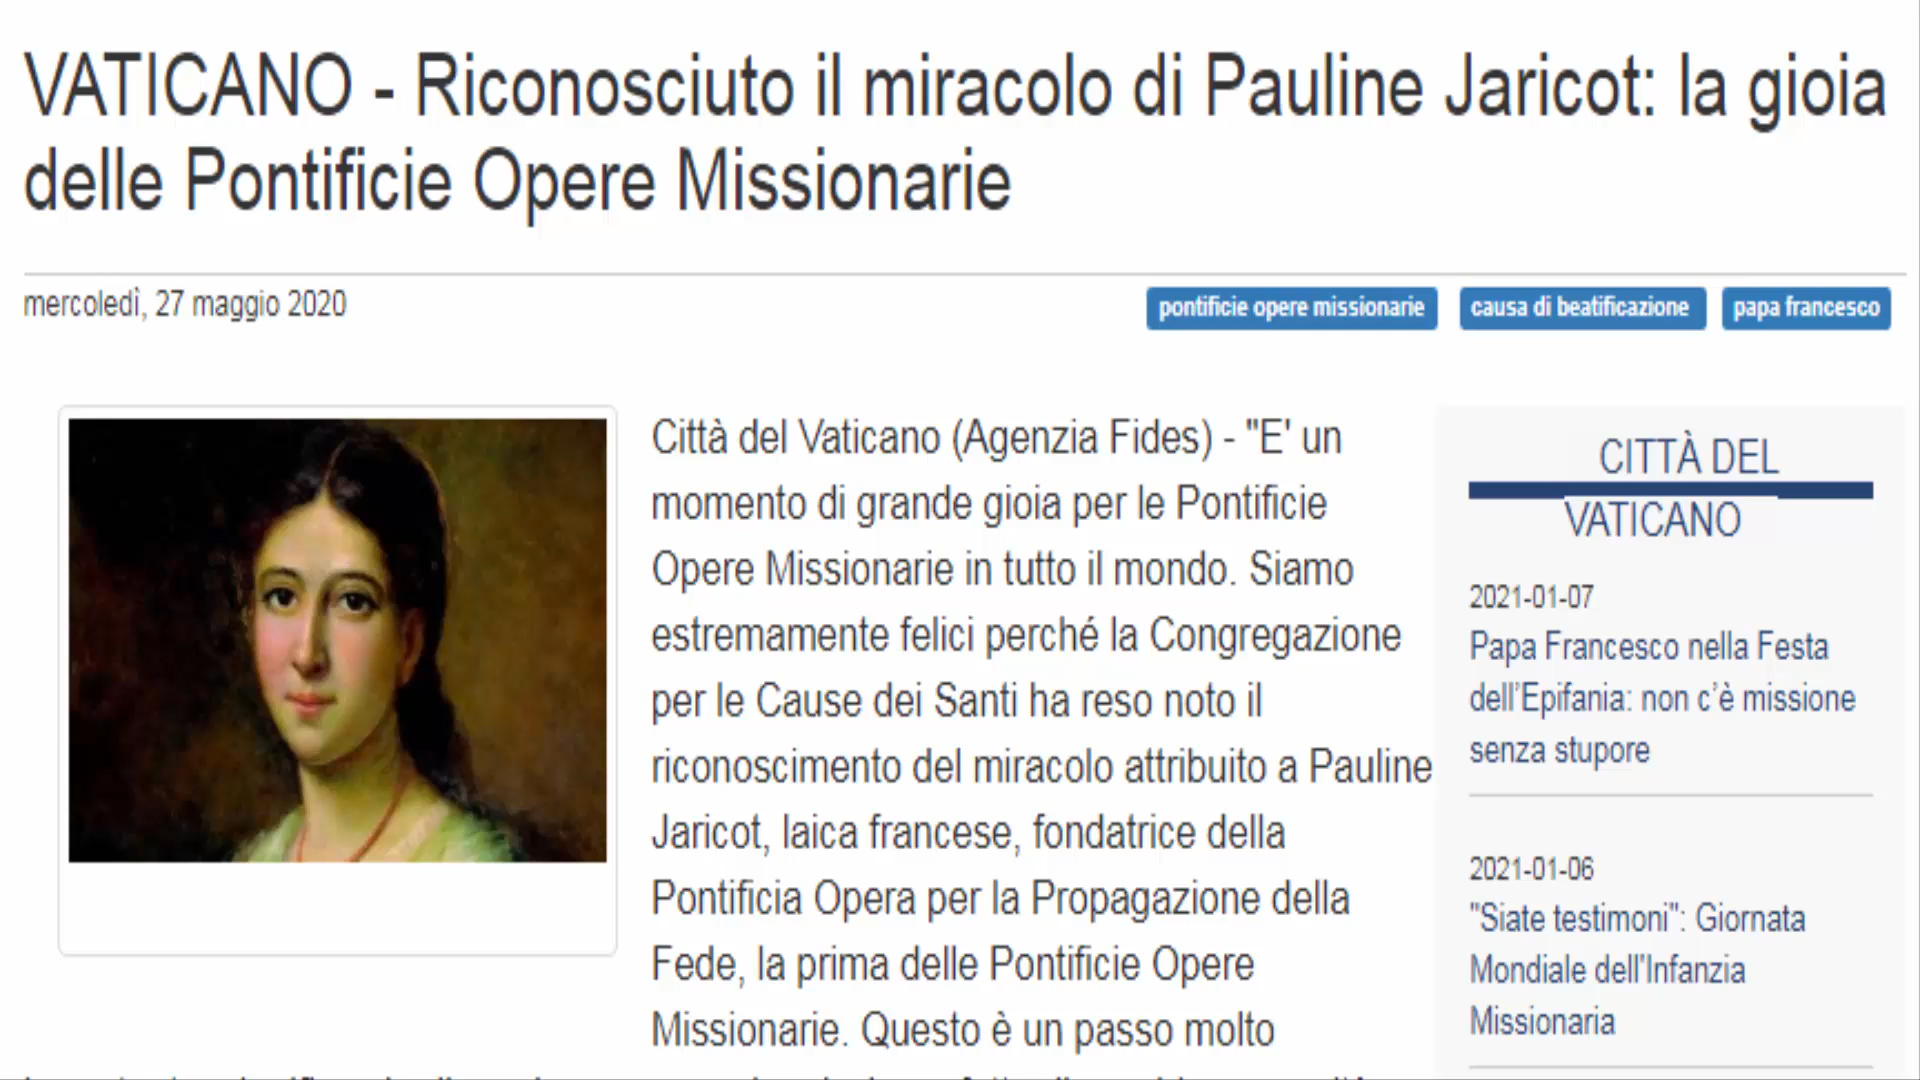 VATICANO - Riconosciuto il miracolo di Pauline Jaricot: la gioia
delle Pontificie Opere Missionarie
mercoledì, 27 maggio 2020
pontificie opere missionarie
causa di beatificazione
papa francesco
Città del Vaticano (Agenzia Fides) - "E' un
momento di grande gioia per le Pontificie
Opere Missionarie in tutto il mondo. Siamo
estremamente felici perché la Congregazione
per le Cause dei Santi ha reso noto il
riconoscimento del miracolo attribuito a Pauline
Jaricot, laica francese, fondatrice della
Pontificia Opera per la Propagazione della
Fede, la prima delle Pontificie Opere
Missionarie. Questo è un passo molto
CITTÀ DEL
VATICANO
2021-01-07
Papa Francesco nella Festa
dell’Epifania: non c’è missione
senza stupore
2021-01-06
"Siate testimoni": Giornata
Mondiale dell'Infanzia
Missionaria